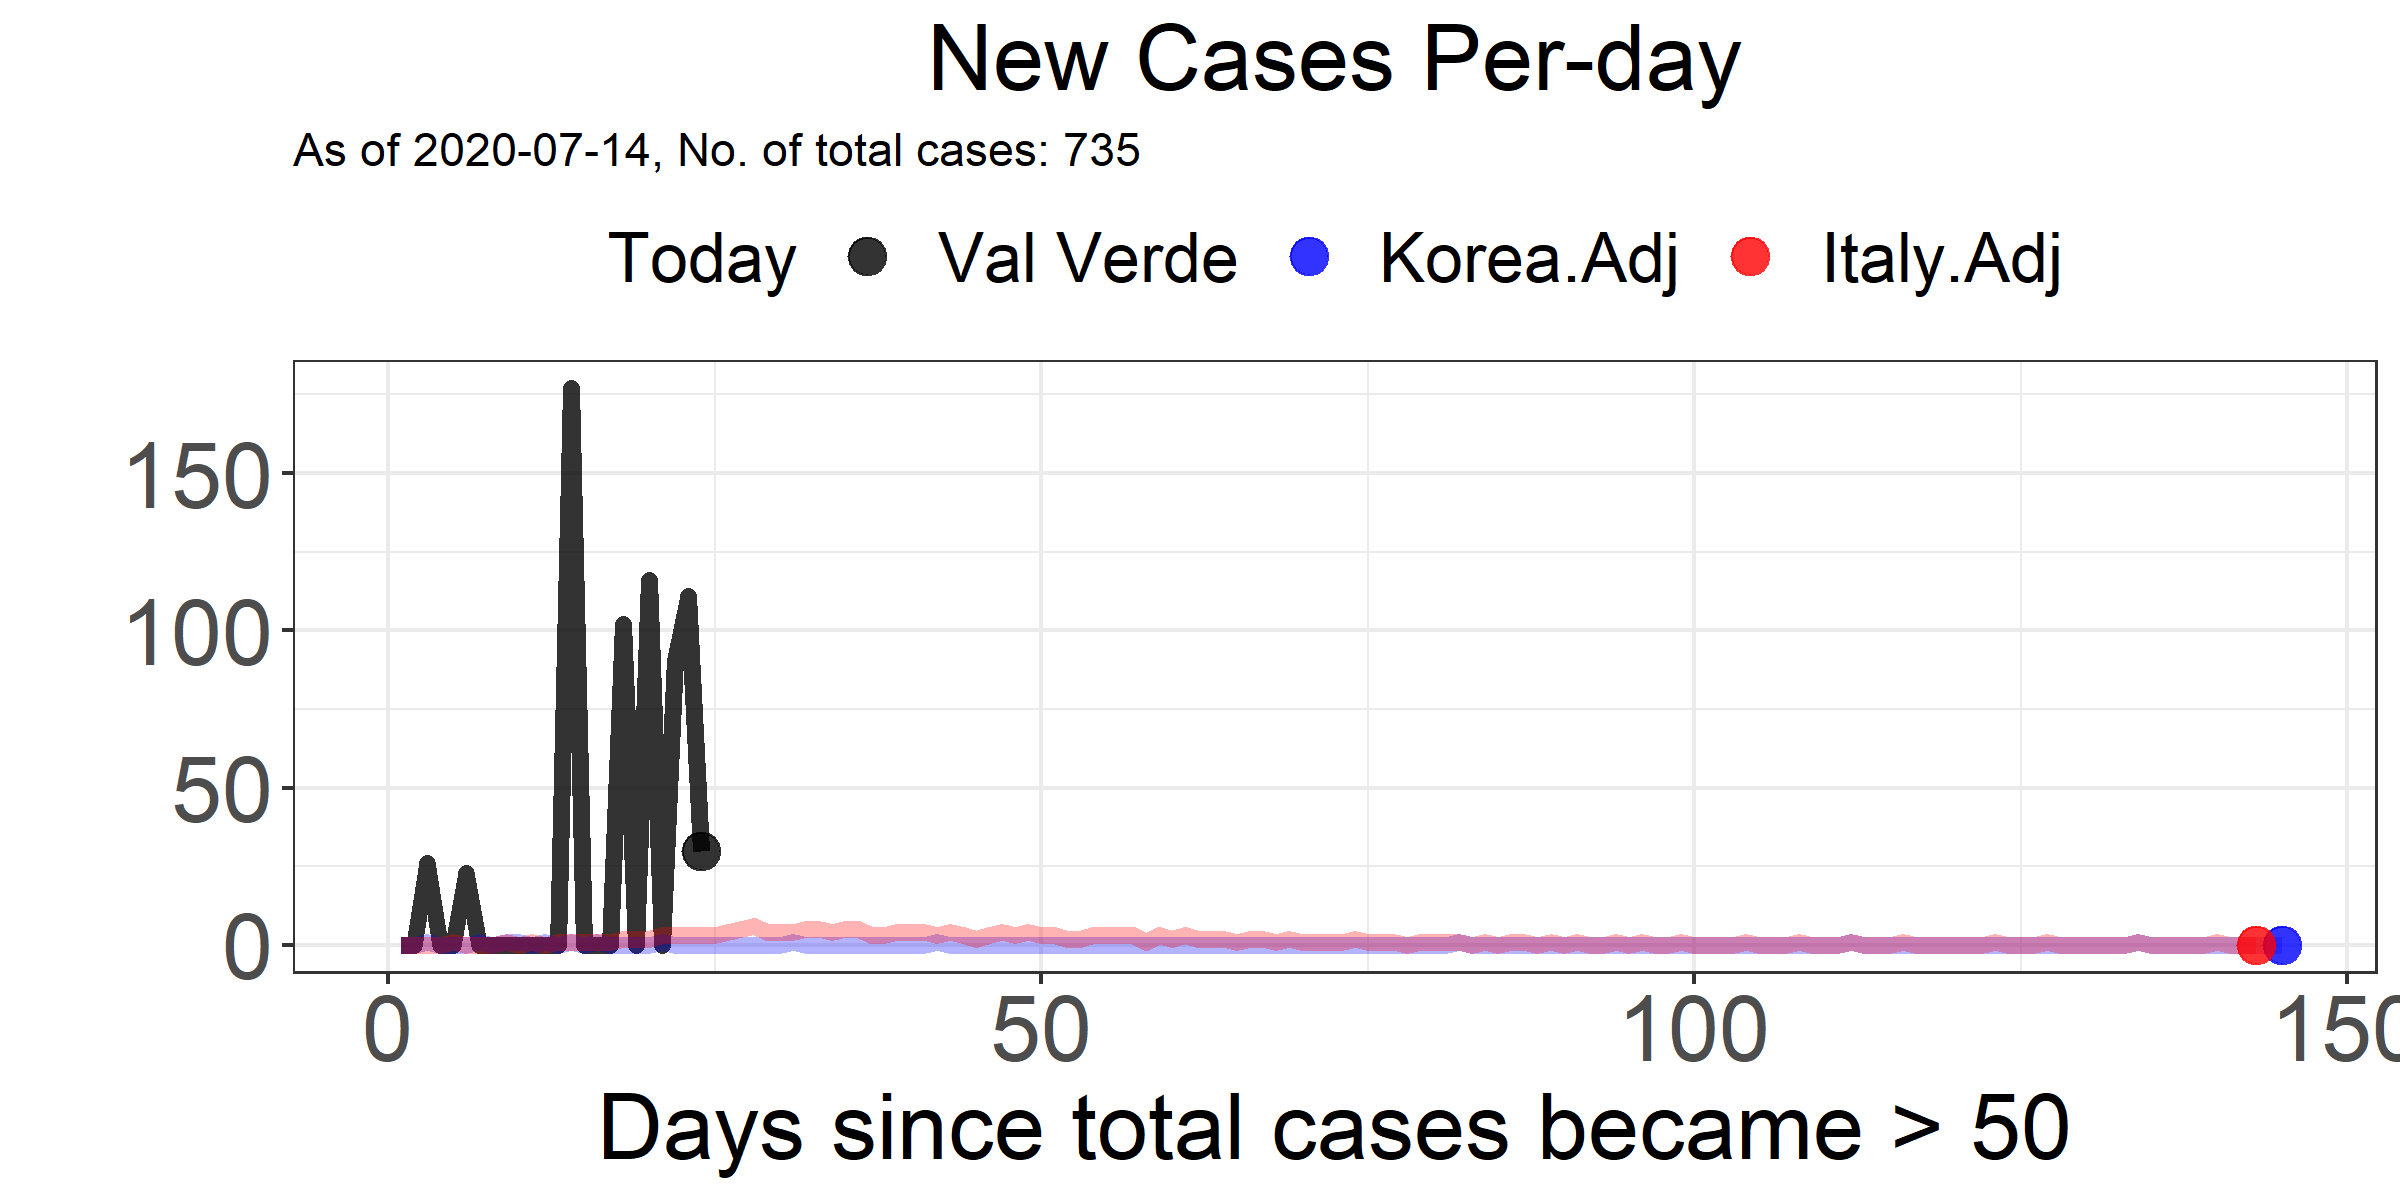 New Cases Per-day
As of 2020-07-14, No. of total cases: 735
Today Val Verde Korea.Adj Italy.Adj
150
100
50
0
0 50 100 150
Days since total cases became > 50